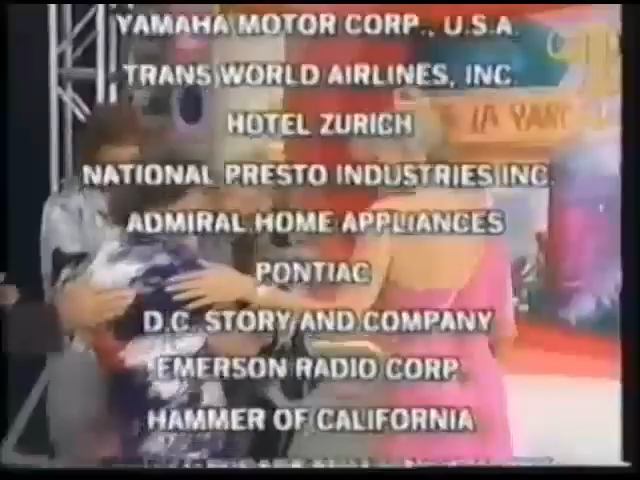 YAMAHA MOTOR CORP., U.S.A.
TRANS WORLD AIRLINES, INC.
HOTEL ZURICH
NATIONAL PRESTO INDUSTRIES INC.
ADMIRAL HOME APPLIANCES
PONTIAC
D.C. STORY AND COMPANY
EMERSON RADIO CORP.
HAMMER OF CALIFORNIA